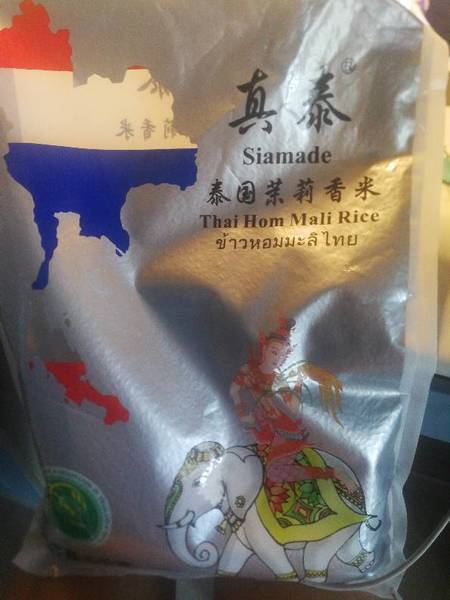 真泰®
Siamade
泰国茉莉香米
Thai Hom Mali Rice
ข้าวหอมมะลิไทย